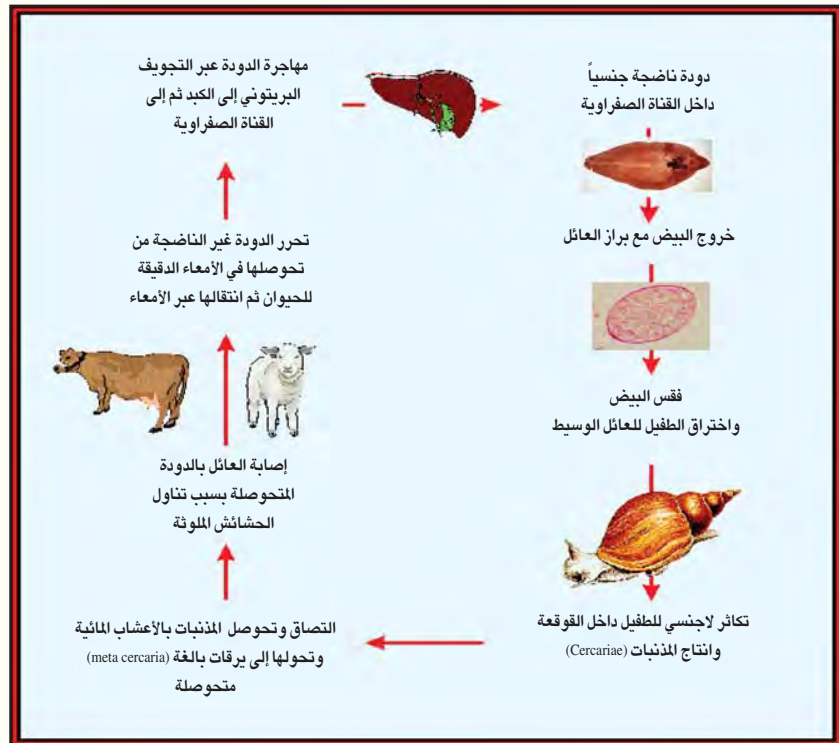 دودة ناضجة جنسياً
داخل القناة الصفراوية
خروج البيض مع براز العائل
فقس البيض
واختراق الطفيل للعائل الوسيط
تكاثر لاجنسي للطفيل داخل القوقعة
وانتاج المذنبات (Cercariae)
التصاق وتحوصل المذنبات بالأعشاب المائية
وتحولها إلى يرقات بالغة (meta cercaria)
متحوصلة
إصابة العائل بالدودة
المتحوصلة بسبب تناول
الحشائش الملوثة
تحرر الدودة غير الناضجة من
تحوصلها في الأمعاء الدقيقة
للحيوان ثم انتقالها عبر الأمعاء
مهاجرة الدودة عبر التجويف
البريتوني إلى الكبد ثم إلى
القناة الصفراوية